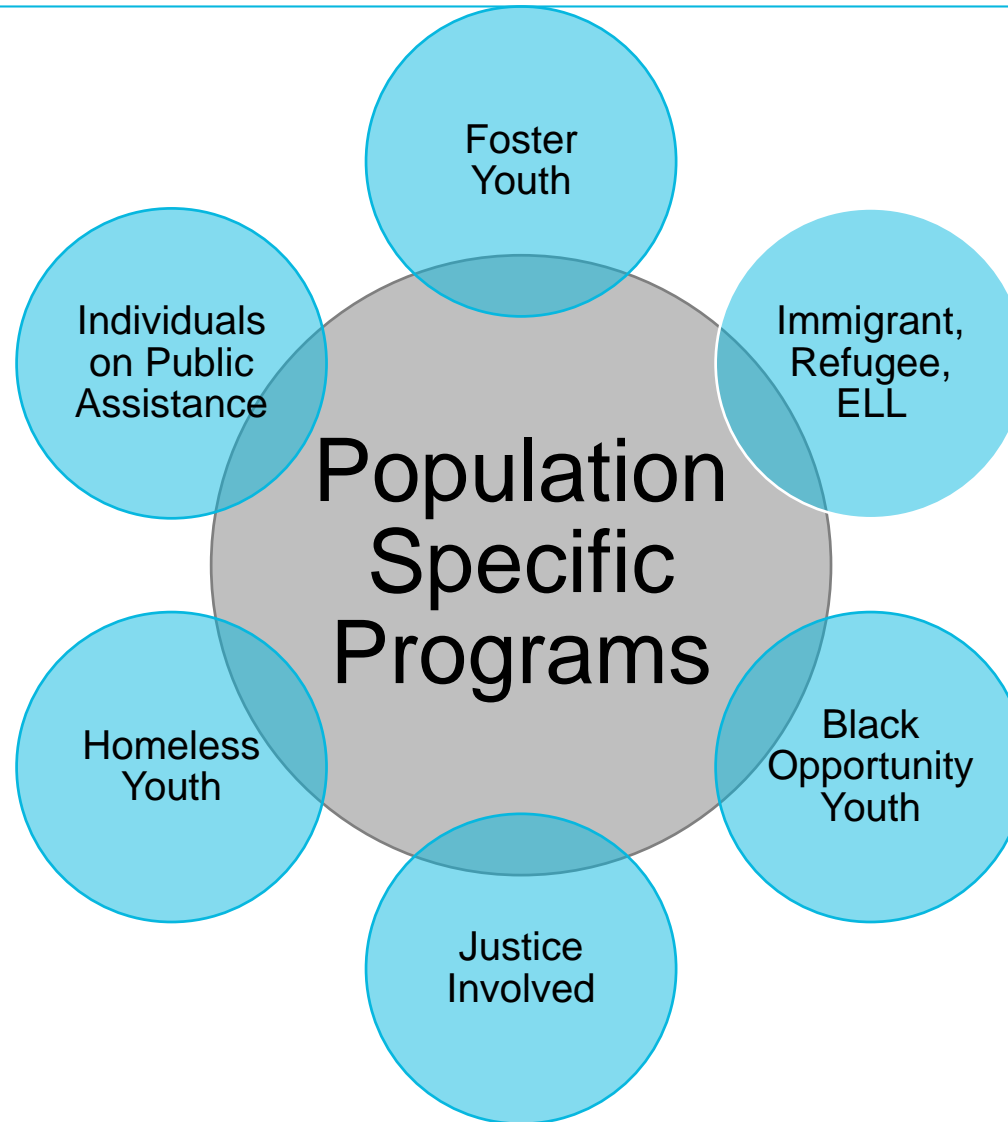 Foster
Youth
Immigrant,
Refugee,
ELL
Black
Opportunity
Youth
Justice
Involved
Homeless
Youth
Individuals
on Public
Assistance
Population
Specific
Programs